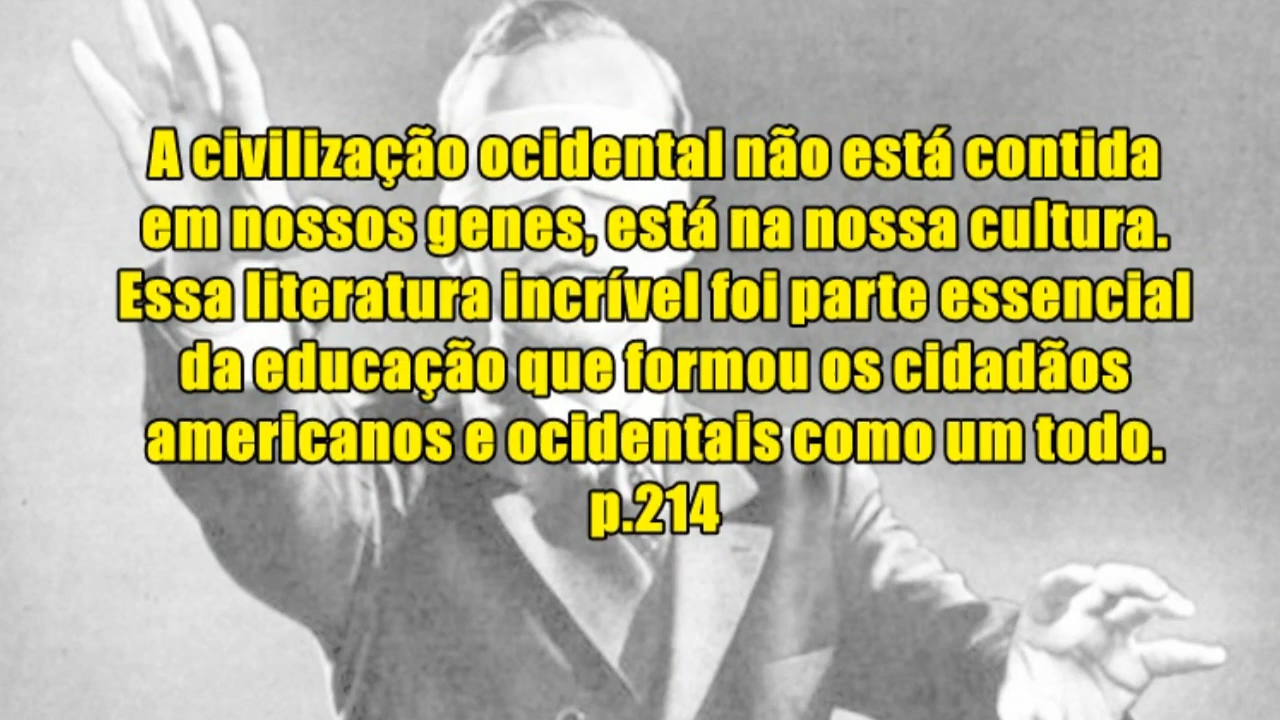 A civilização ocidental não está contida
em nossos genes, está na nossa cultura.
Essa literatura incrível foi parte essencial
da educação que formou os cidadãos
americanos e ocidentais como um todo.
p.214